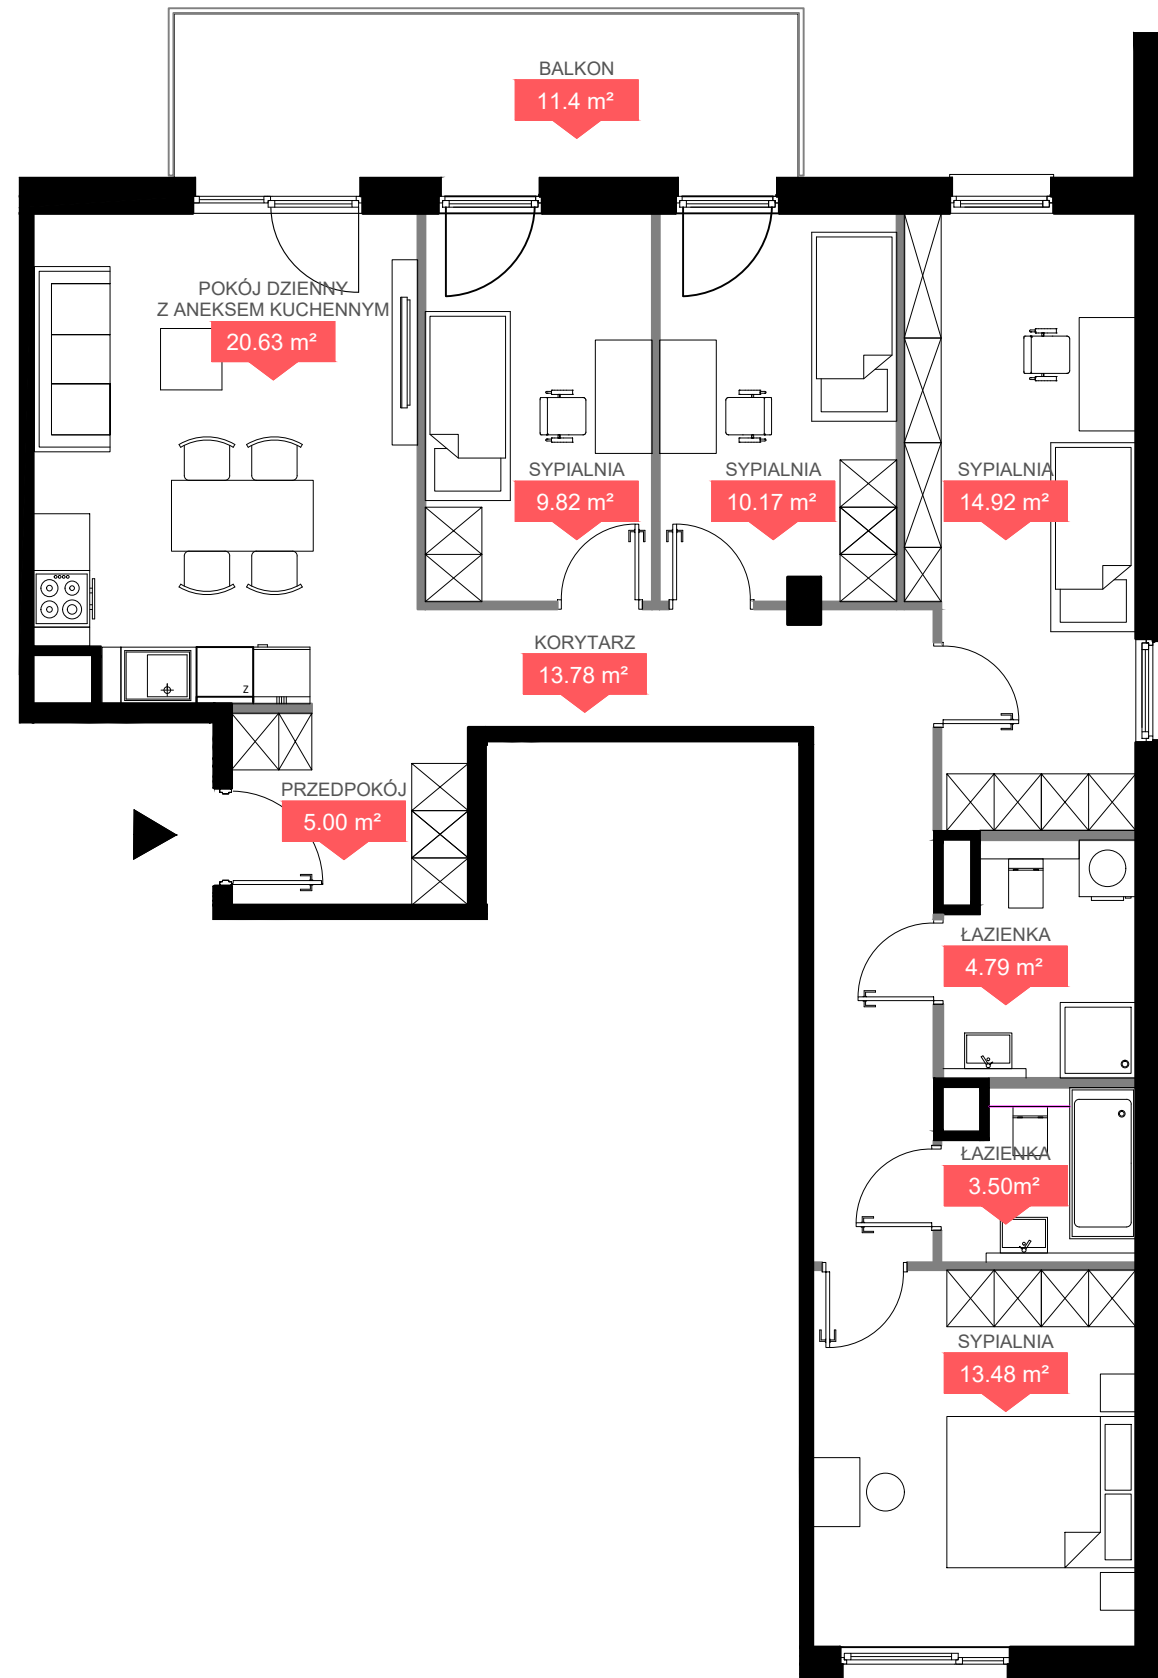 BALKON
11.4 m²
POKÓJ DZIENNY
Z ANEKSEM KUCHENNYM
20.63 m²
SYPIALNIA
9.82 m²
SYPIALNIA
10.17 m²
SYPIALNIA
14.92 m²
KORYTARZ
13.78 m²
Z
PRZEDPOKÓJ
5.00 m²
ŁAZIENKA
4.79 m²
ŁAZIENKA
3.50m²
SYPIALNIA
13.48 m²